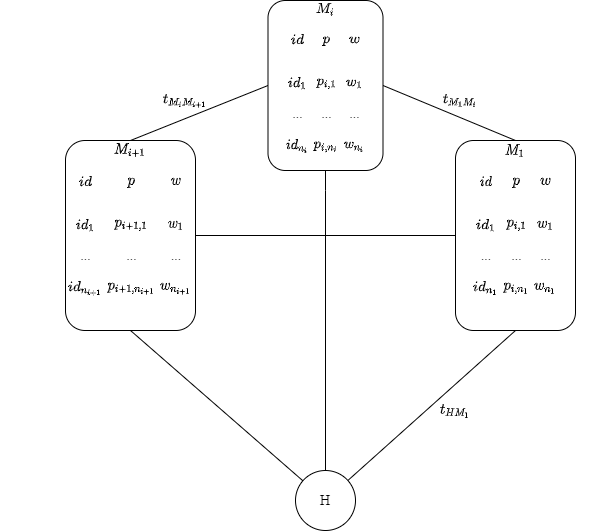 M_i
id p w
id_1 p_{i,1} w_1
... ... ...
id_{n_i} p_{i,n_i} w_{n_i}
t_{M_iM_{i+1}}
t_{M_1M_i}
M_{i+1}
id p w
id_1 p_{i+1,1} w_1
... ... ...
id_{n_{i+1}} p_{i+1,n_{i+1}} w_{n_{i+1}}
M_1
id p w
id_1 p_{i,1} w_1
... ... ...
id_{n_1} p_{i,n_1} w_{n_1}
t_{HM_1}
H